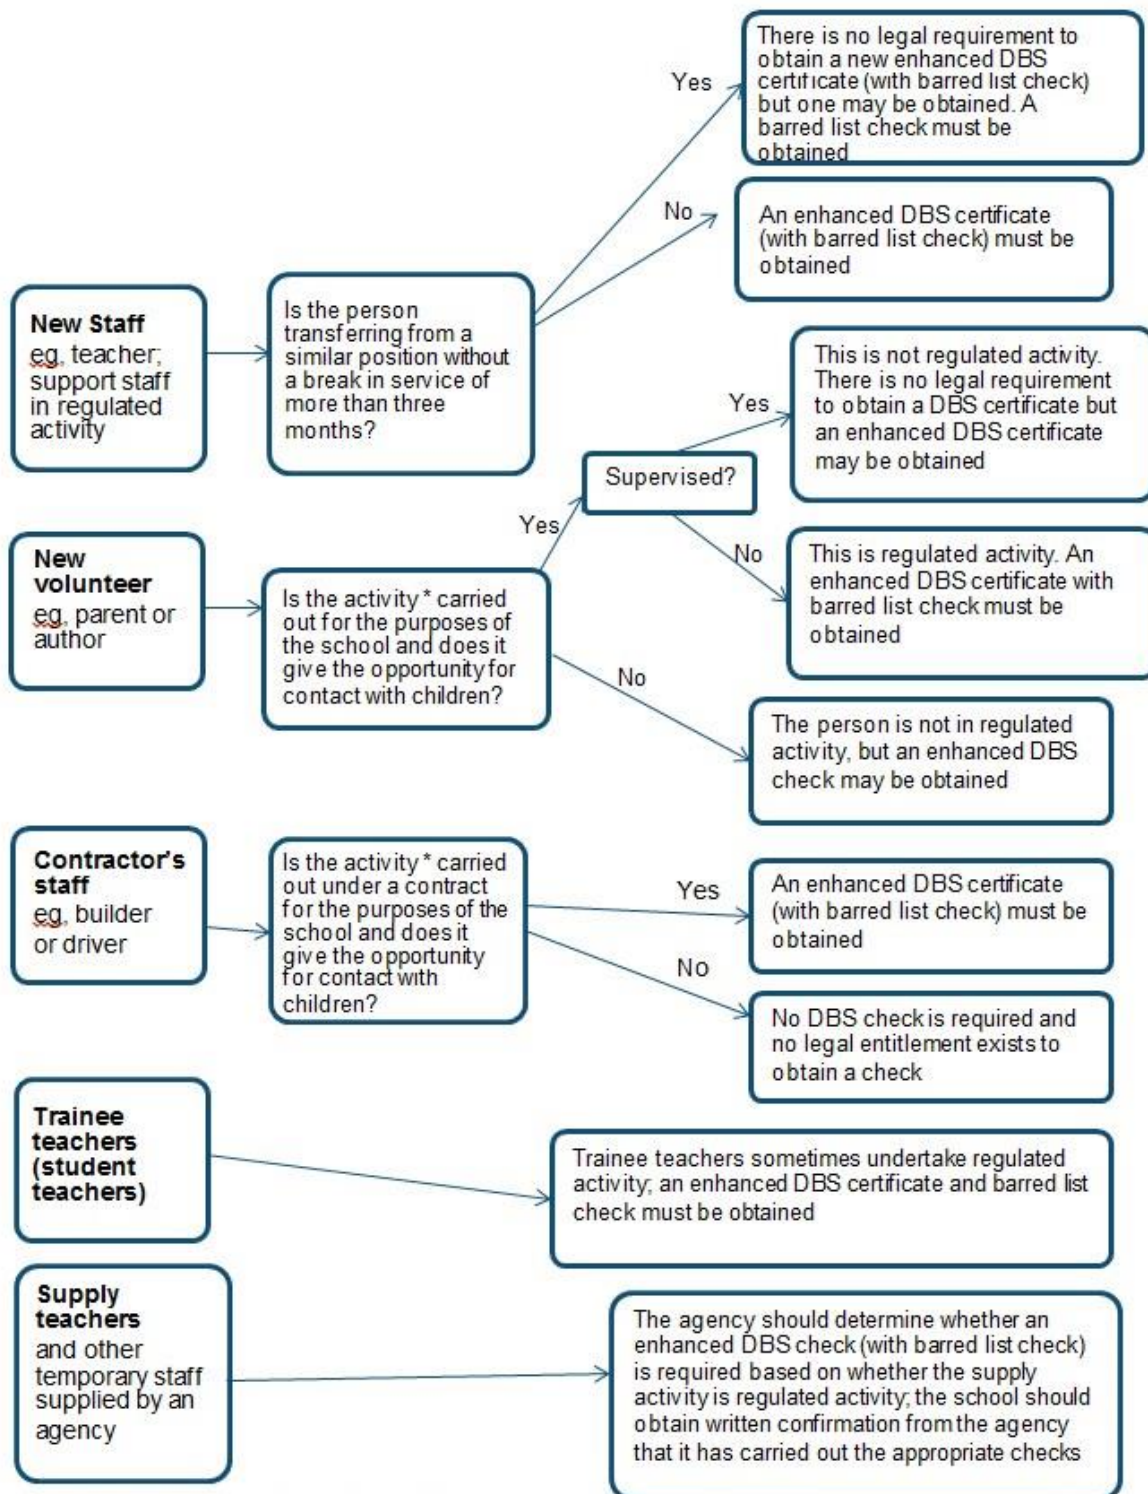 New Staff
eg, teacher;
support staff
in regulated
activity
Is the person
transferring from a
similar position without
a break in service of
more than three
months?
Yes
There is no legal requirement to
obtain a new enhanced DBS
certificate (with barred list check)
but one may be obtained. A
barred list check must be
obtained
No
An enhanced DBS certificate
(with barred list check) must be
obtained
New
volunteer
eg, parent or
author
Is the activity * carried
out for the purposes of
the school and does it
give the opportunity for
contact with children?
Yes
Supervised?
Yes
This is not regulated activity.
There is no legal requirement
to obtain a DBS certificate but
an enhanced DBS certificate
may be obtained
No
This is regulated activity. An
enhanced DBS certificate with
barred list check must be
obtained
No
The person is not in regulated
activity, but an enhanced DBS
check may be obtained
Contractor's
staff
eg, builder
or driver
Is the activity * carried
out under a contract
for the purposes of the
school and does it
give the opportunity
for contact with
children?
Yes
An enhanced DBS certificate
(with barred list check) must be
obtained
No
No DBS check is required and
no legal entitlement exists to
obtain a check
Trainee
teachers
(student
teachers)
Trainee teachers sometimes undertake regulated
activity; an enhanced DBS certificate and barred list
check must be obtained
Supply
teachers
and other
temporary staff
supplied by an
agency
The agency should determine whether an
enhanced DBS check (with barred list check)
is required based on whether the supply
activity is regulated activity; the school should
obtain written confirmation from the agency
that it has carried out the appropriate checks